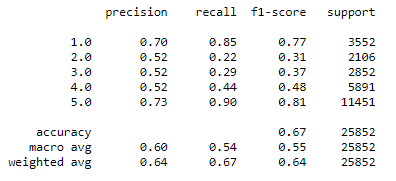 precision recall f1-score support
1.0 0.70 0.85 0.77 3552
2.0 0.52 0.22 0.31 2106
3.0 0.52 0.29 0.37 2852
4.0 0.52 0.44 0.48 5891
5.0 0.73 0.90 0.81 11451
accuracy 0.67 25852
macro avg 0.60 0.54 0.55 25852
weighted avg 0.64 0.67 0.64 25852